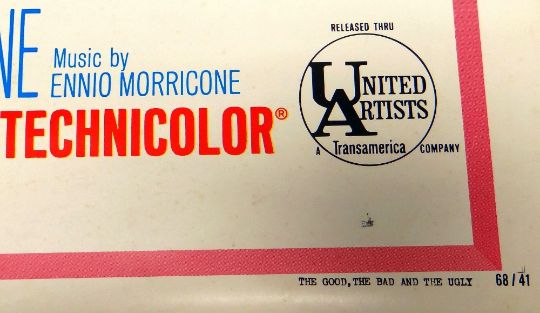 NE
Music by
ENNIO MORRICONE
TECHNICOLOR®
RELEASED THRU
UNITED
ARTISTS
A Transamerica COMPANY
THE GOOD, THE BAD AND THE UGLY 68/41